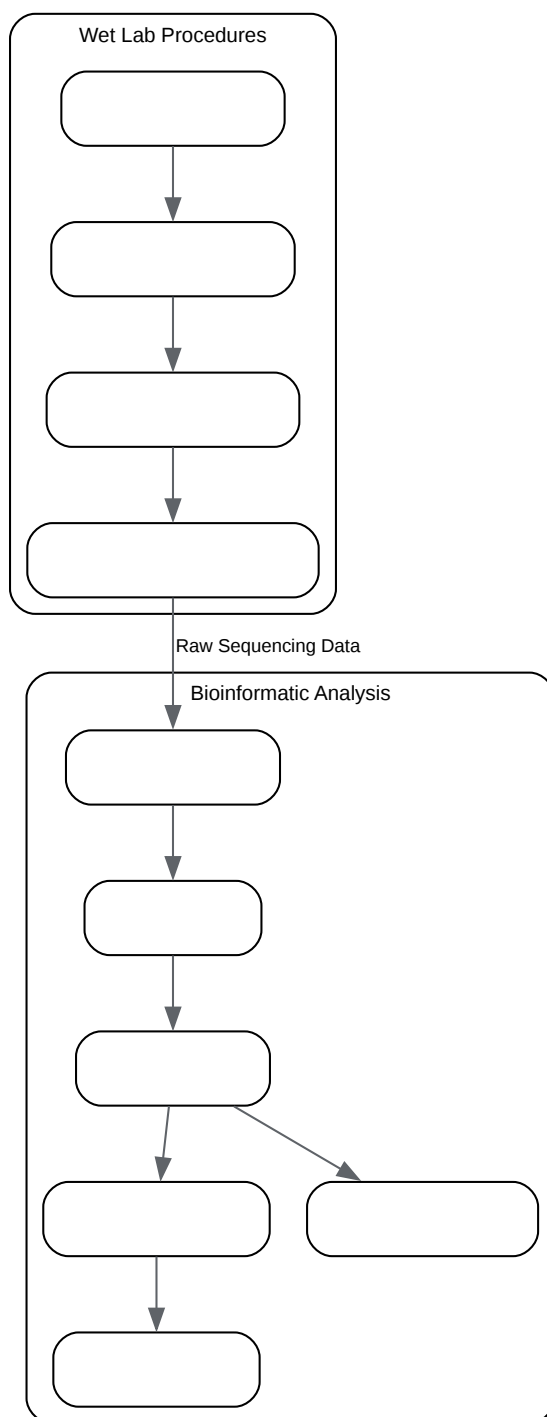 Wet Lab Procedures
Raw Sequencing Data
Bioinformatic Analysis